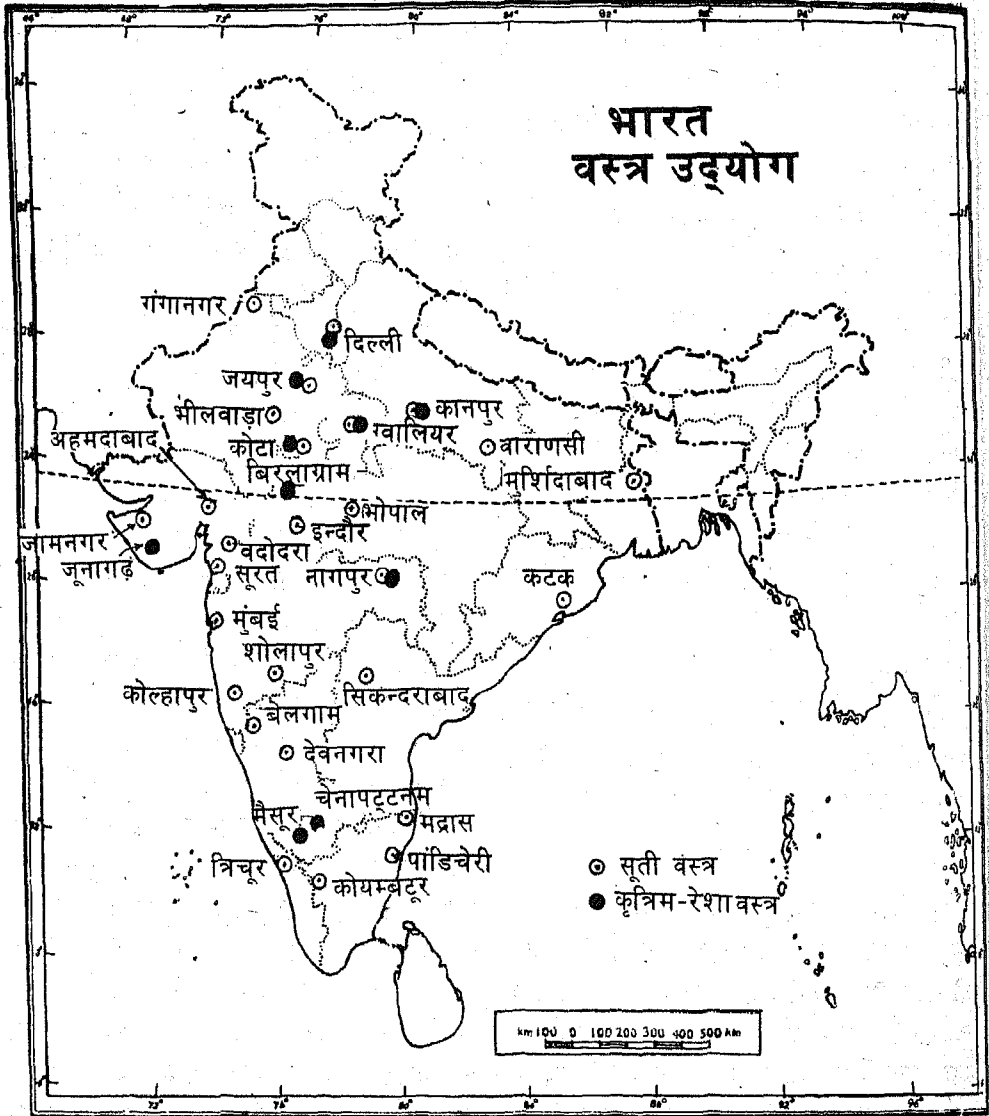 भारत
वस्त्र उद्योग
गंगानगर
दिल्ली
जयपुर
भीलवाड़ा
कानपुर
ग्वालियर
अहमदाबाद
कोटा
वाराणसी
बिरलाग्राम
मर्शिदाबाद
भोपाल
इन्दौर
जामनगर
वदोदरा
जूनागढ़
सूरत
नागपुर
कटक
मुंबई
शोलापुर
कोल्हापुर
सिकन्दराबाद
बेलगाम
देवनगरा
चेनापट्टनम
मैसूर
मद्रास
त्रिचूर
पांडिचेरी
कोयम्बटूर
सूती वस्त्र
कृत्रिम-रेशा वस्त्र
km 100 0 100 200 300 400 500 km